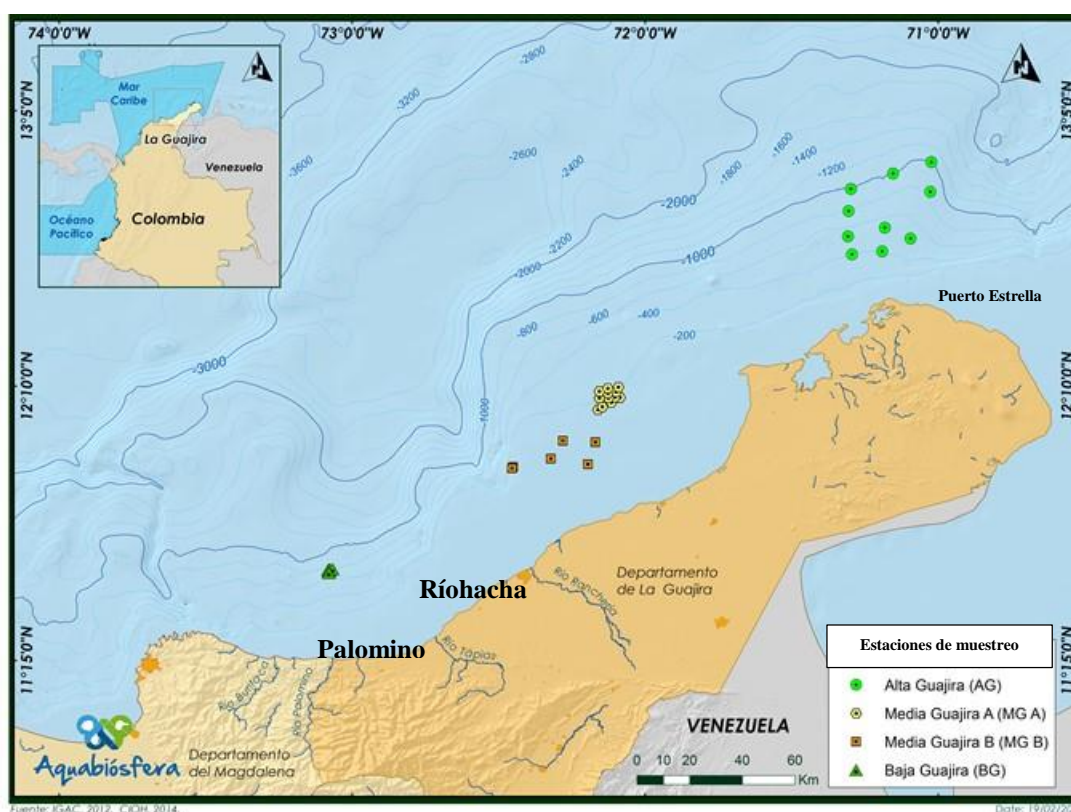 74°0'0"W
73°0'0"W
72°0'0"W
71°0'0"W
13°5'0"N
13°5'0"N
12°10'0"N
12°10'0"N
11°15'0"N
11°15'0"N
N
N
Mar
Caribe
La Guajira
Venezuela
Colombia
Océano
Pacífico
-2800
-3200
-3600
-2600
-2400
-1600
-1800
-1400
-1200
-2000
-2200
-2000
-1000
-800
-600
-400
-200
-3000
-1000
Puerto Estrella
Ríohacha
Palomino
Departamento
de La Guajira
Río Ranchería
Río Tapias
Río Palomino
Río Buritaca
Departamento
del Magdalena
VENEZUELA
Aquabiósfera
Estaciones de muestreo
Alta Guajira (AG)
Media Guajira A (MG A)
Media Guajira B (MG B)
Baja Guajira (BG)
0 10 20 40 60
Km
Fuente: IGAC, 2012. CIOH, 2014.